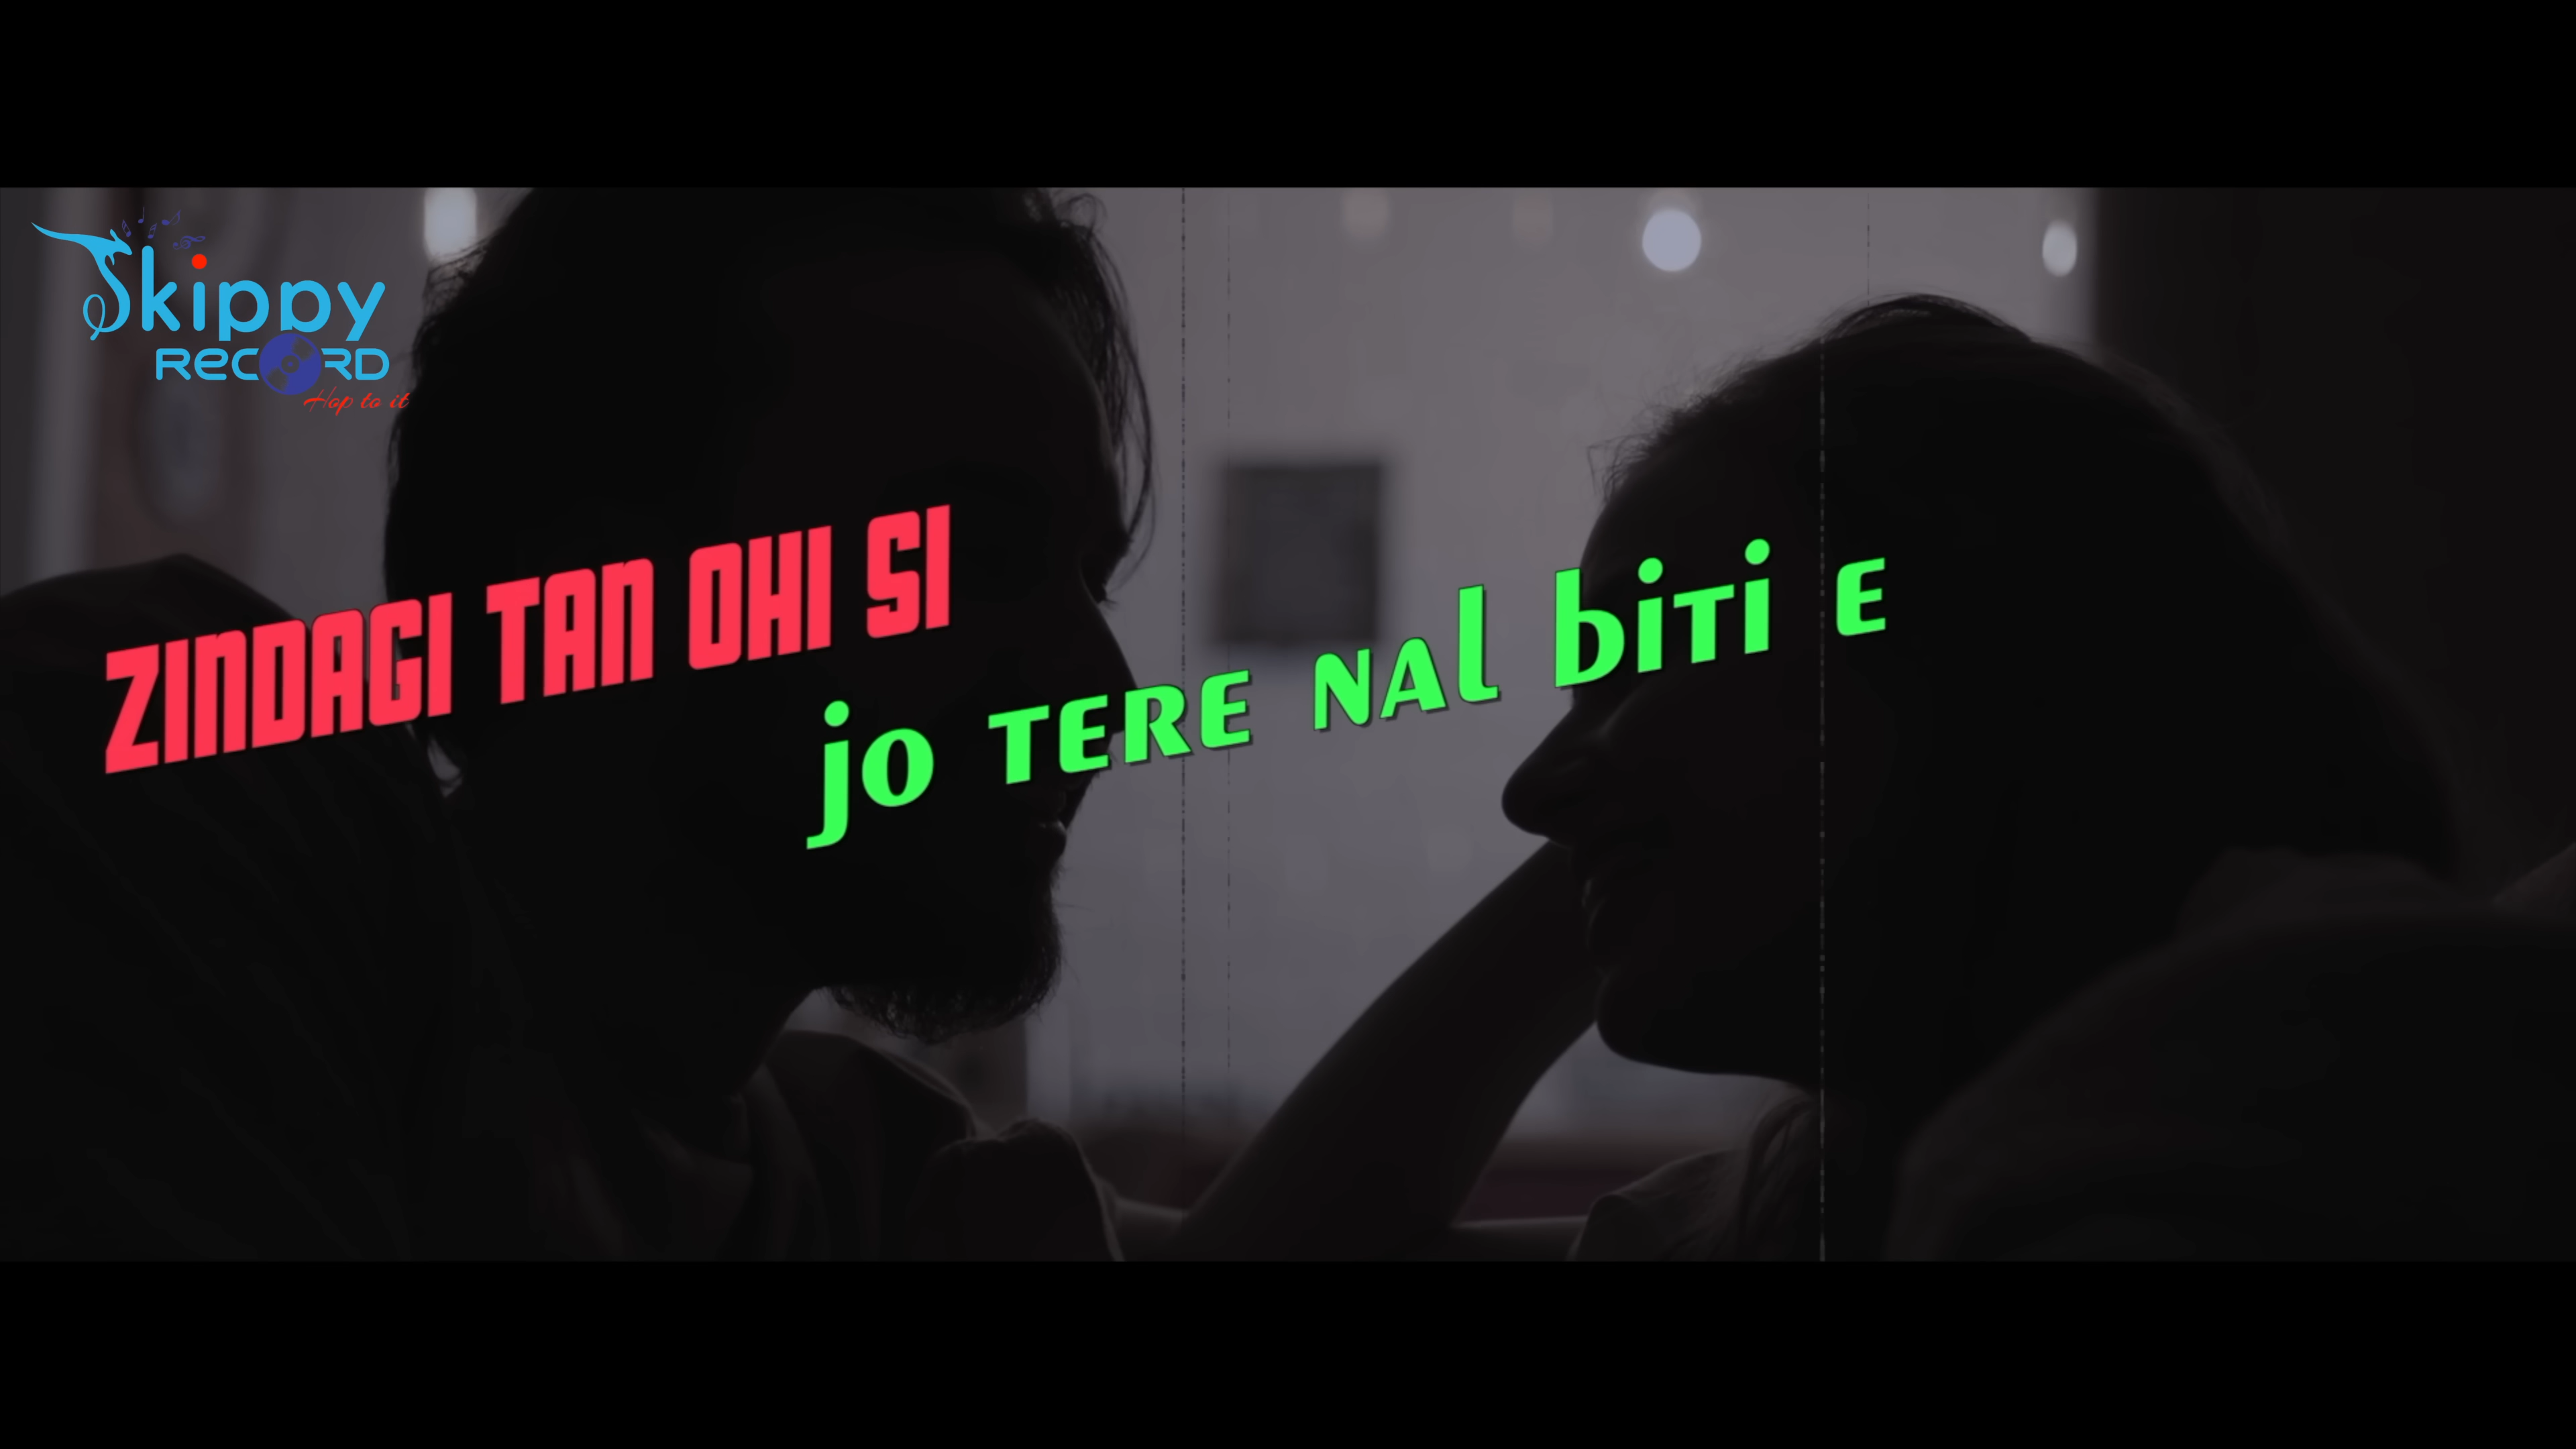 Skippy
RECORD
Hop to it
ZINDAGI TAN OHI SI
jo TERE NAL biTi E